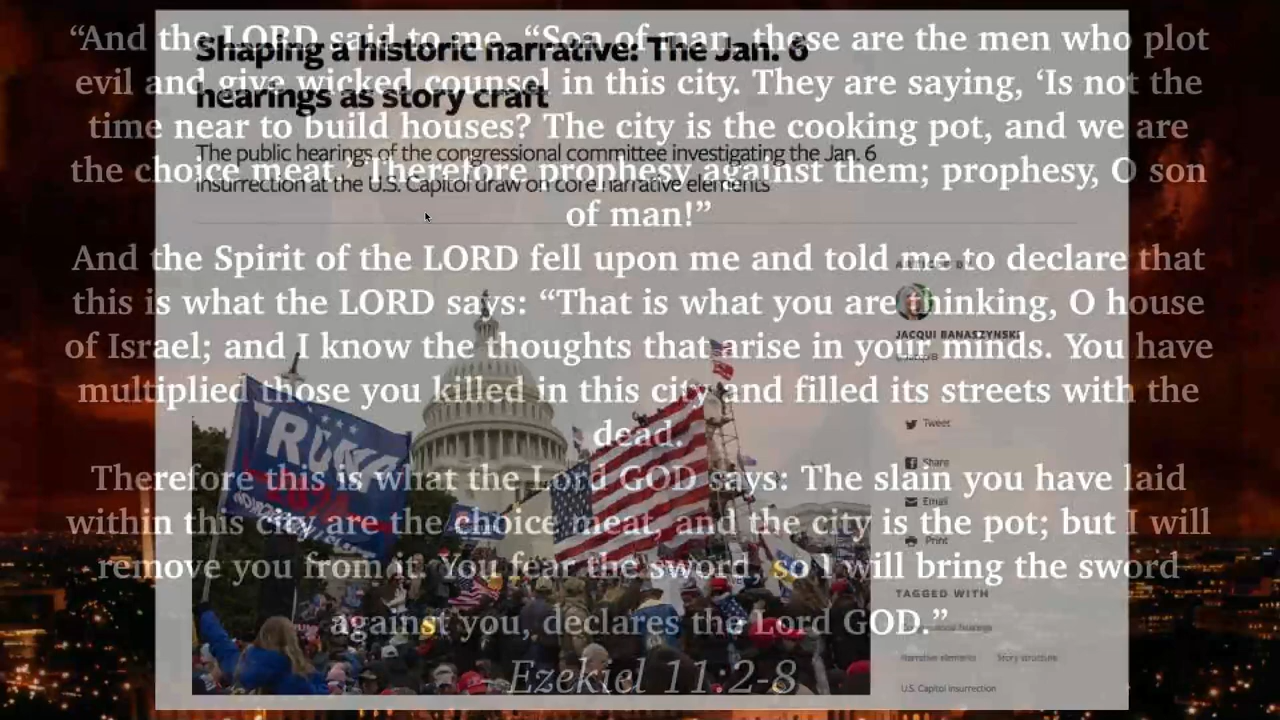 “And the LORD said to me, “Son of man, these are the men who plot
evil and give wicked counsel in this city. They are saying, ‘Is not the
time near to build houses? The city is the cooking pot, and we are
the choice meat.’ Therefore prophesy against them; prophesy, O son
of man!”
And the Spirit of the LORD fell upon me and told me to declare that
this is what the LORD says: “That is what you are thinking, O house
of Israel; and I know the thoughts that arise in your minds. You have
multiplied those you killed in this city and filled its streets with the
dead.
Therefore this is what the Lord GOD says: The slain you have laid
within this city are the choice meat, and the city is the pot; but I will
remove you from it. You fear the sword, so I will bring the sword
against you, declares the Lord GOD.”
Ezekiel 11:2-8
Shaping a historic narrative: The Jan. 6
hearings as story craft
The public hearings of the congressional committee investigating the Jan. 6
insurrection at the U.S. Capitol draw on core narrative elements
TRUMP
ARTICLE BY
JACQUI BANASZYNSKI
Tweet
Share
Email
Print
TAGGED WITH
Narrative elements
Story structure
U.S. Capitol insurrection